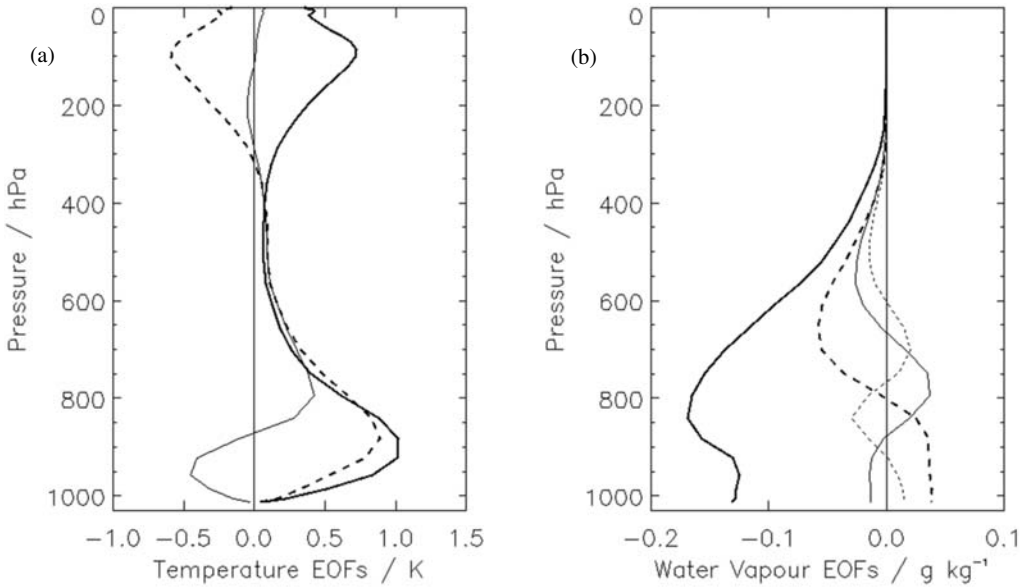 (a)
Pressure / hPa
0
200
400
600
800
1000
−1.0 −0.5 0.0 0.5 1.0 1.5
Temperature EOFs / K
(b)
Pressure / hPa
0
200
400
600
800
1000
−0.2 −0.1 0.0 0.1
Water Vapour EOFs / g kg⁻¹